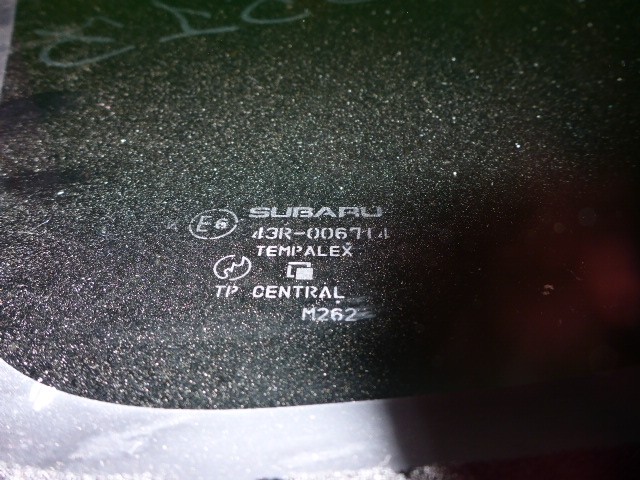 SUBARU
E6 43R-006714
TEMPALEX
TP CENTRAL
M262